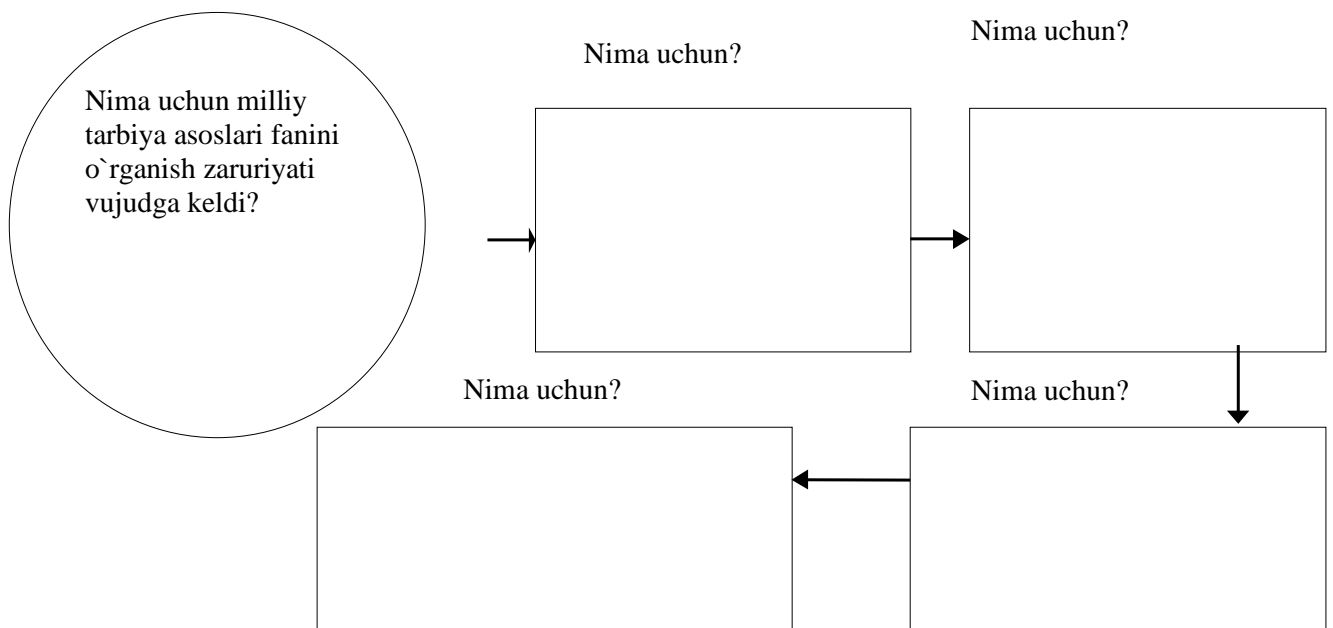 Nima uchun milliy
tarbiya asoslari fanini
o`rganish zaruriyati
vujudga keldi?
Nima uchun?
Nima uchun?
Nima uchun?
Nima uchun?